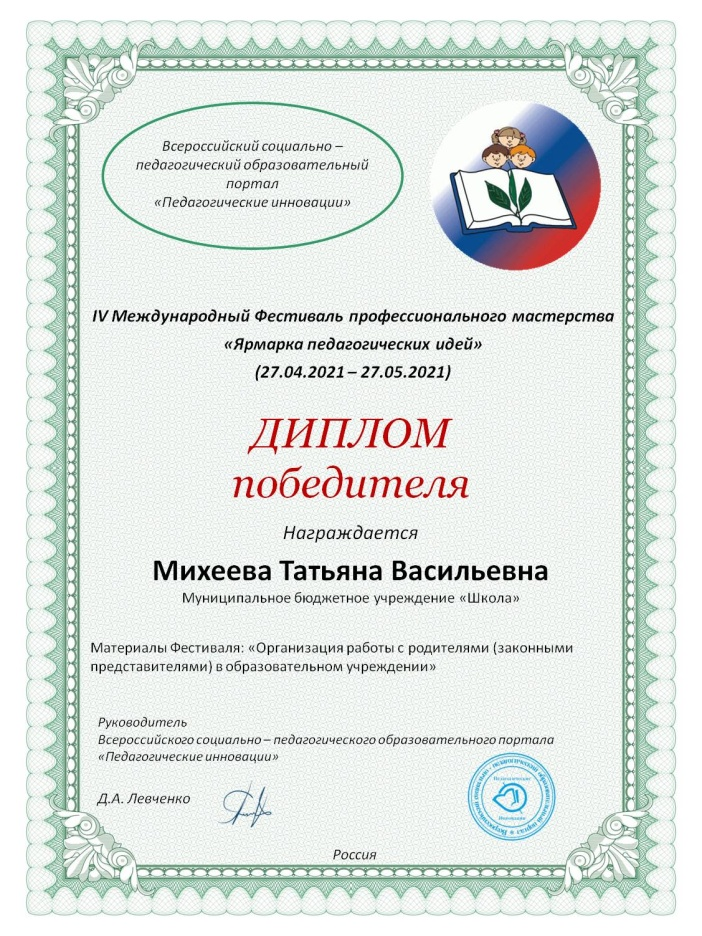 Всероссийский социально –
педагогический образовательный
портал
«Педагогические инновации»
IV Международный Фестиваль профессионального мастерства
«Ярмарка педагогических идей»
(27.04.2021 – 27.05.2021)
ДИПЛОМ
победителя
Награждается
Михеева Татьяна Васильевна
Муниципальное бюджетное учреждение «Школа»
Материалы Фестиваля: «Организация работы с родителями (законными
представителями) в образовательном учреждении»
Руководитель
Всероссийского социально – педагогического образовательного портала
«Педагогические инновации»
Д.А. Левченко
Педагогические
Инновации
Россия